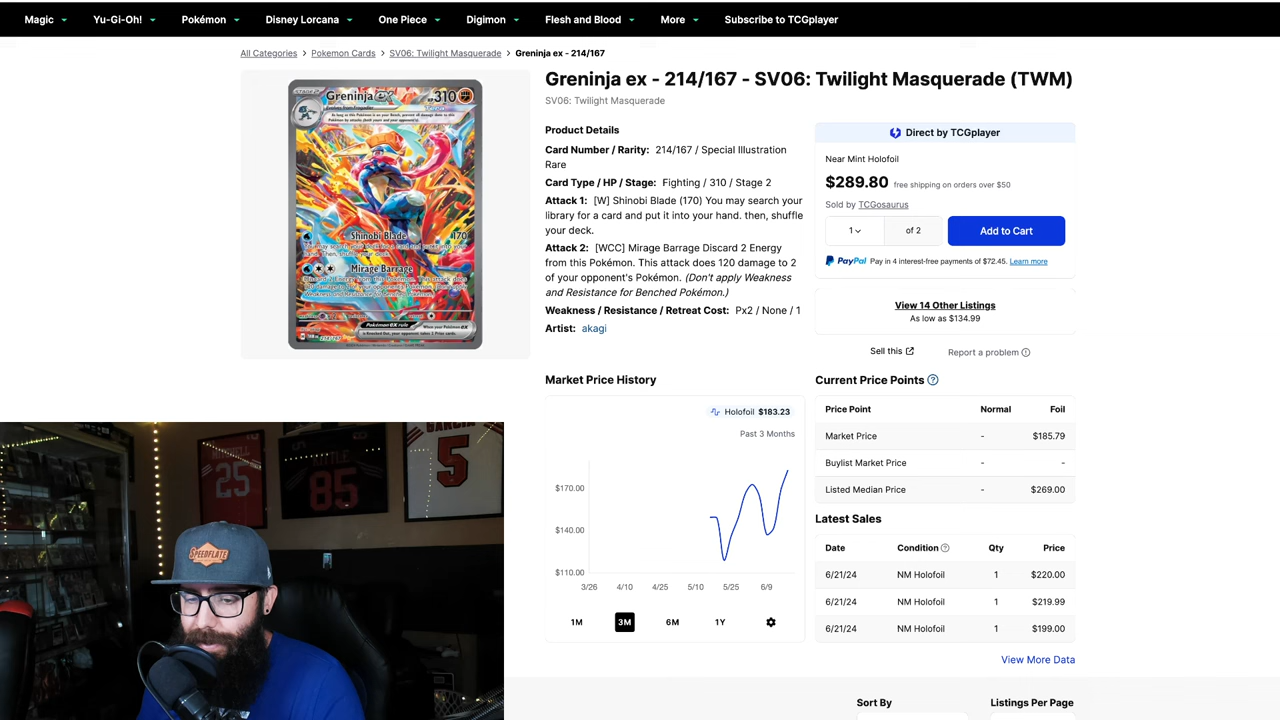 Magic Yu-Gi-Oh! Pokémon Disney Lorcana One Piece Digimon Flesh and Blood More Subscribe to TCGplayer
All Categories > Pokemon Cards > SV06: Twilight Masquerade > Greninja ex - 214/167
Greninja ex - 214/167 - SV06: Twilight Masquerade (TWM)
SV06: Twilight Masquerade
Greninja ex 310
Shinobi Blade 170
Mirage Barrage
Pokémon ex rule
Product Details
Card Number / Rarity: 214/167 / Special Illustration
Rare
Card Type / HP / Stage: Fighting / 310 / Stage 2
Attack 1: [W] Shinobi Blade (170) You may search your
library for a card and put it into your hand. then, shuffle
your deck.
Attack 2: [WCC] Mirage Barrage Discard 2 Energy
from this Pokémon. This attack does 120 damage to 2
of your opponent's Pokémon. (Don't apply Weakness
and Resistance for Benched Pokémon.)
Weakness / Resistance / Retreat Cost: Px2 / None / 1
Artist: akagi
Direct by TCGplayer
Near Mint Holofoil
$289.80 free shipping on orders over $50
Sold by TCGosaurus
1 of 2 Add to Cart
PayPal Pay in 4 interest-free payments of $72.45. Learn more
View 14 Other Listings
As low as $134.99
Sell this Report a problem
Market Price History
Holofoil $183.23
Past 3 Months
$170.00
$140.00
$110.00
3/26 4/10 4/25 5/10 5/25 6/9
1M 3M 6M 1Y
Current Price Points
Price Point Normal Foil
Market Price - $185.79
Buylist Market Price - -
Listed Median Price - $269.00
Latest Sales
Date Condition Qty Price
6/21/24 NM Holofoil 1 $220.00
6/21/24 NM Holofoil 1 $219.99
6/21/24 NM Holofoil 1 $199.00
View More Data
Sort By Listings Per Page
25
85
GARCIA
5
SPEEDFLATE